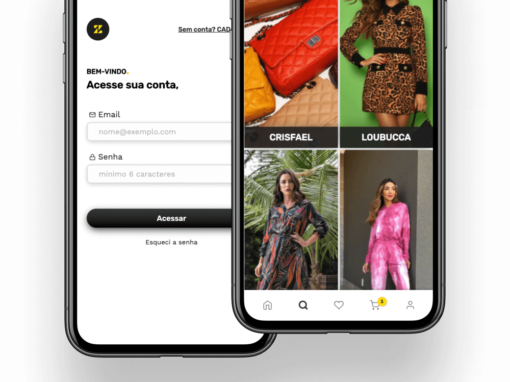 Sem conta? CAD
BEM-VINDO.
Acesse sua conta,
Email
nome@exemplo.com
Senha
mínimo 6 caracteres
Acessar
Esqueci a senha
CRISFAEL
LOUBUCCA
3